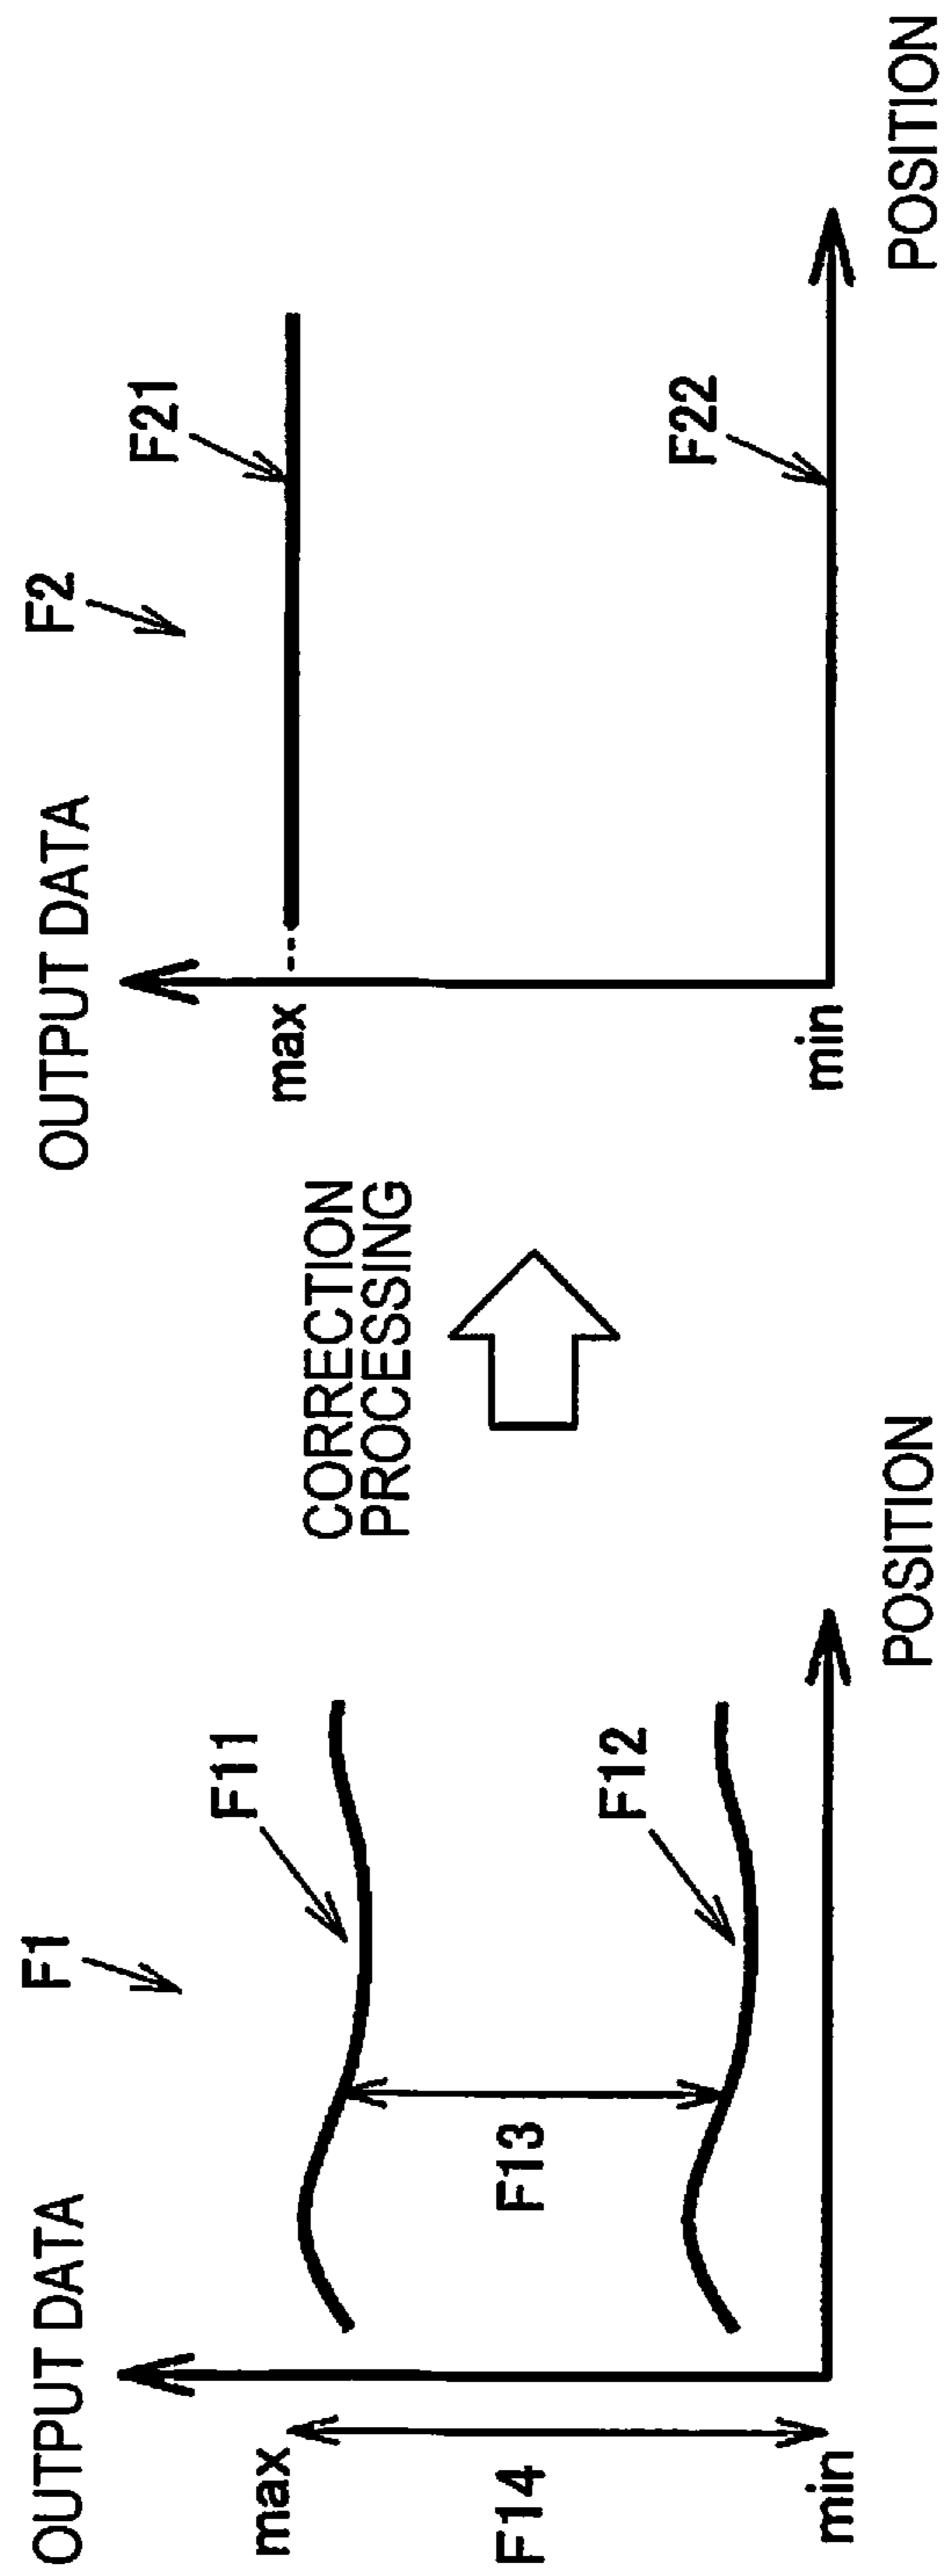 OUTPUT DATA
F1
max
F11
F14
F13
F12
min
POSITION
CORRECTION
PROCESSING
OUTPUT DATA
F2
max
F21
F22
min
POSITION